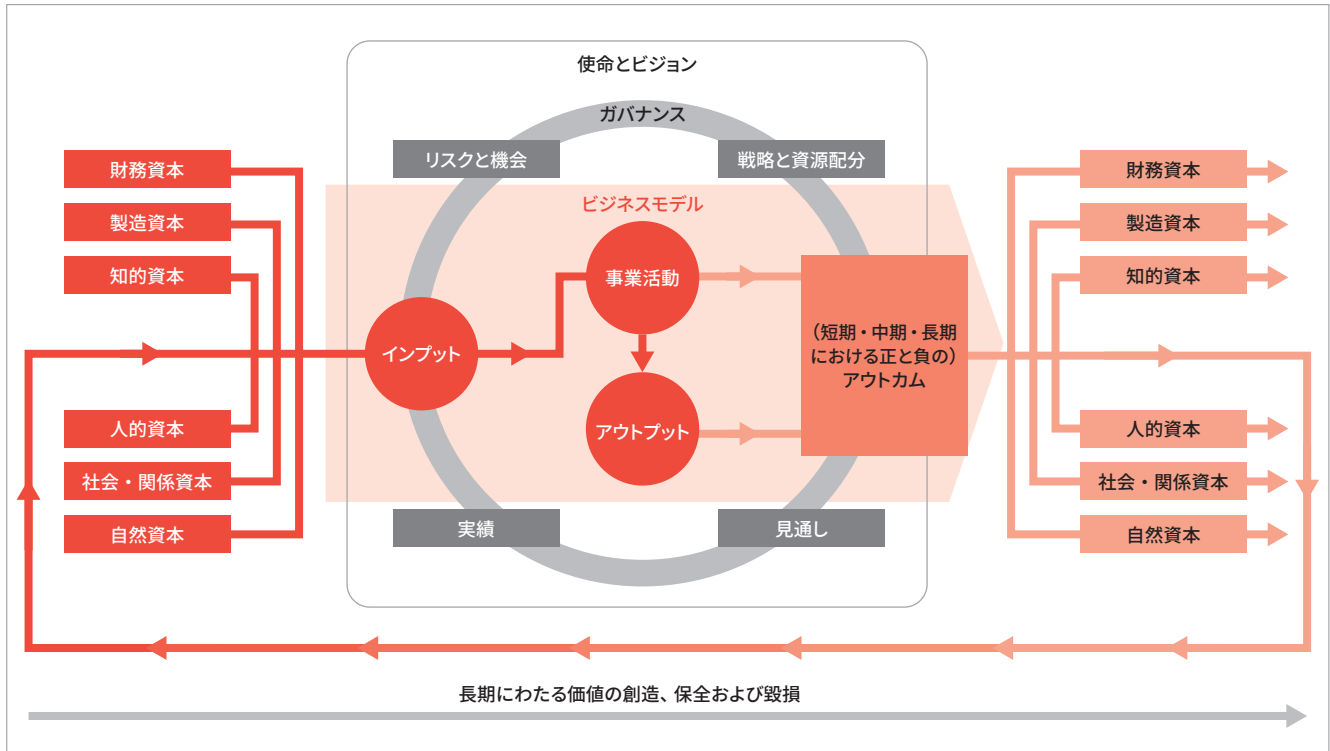 使命とビジョン
ガバナンス
リスクと機会
戦略と資源配分
財務資本
製造資本
知的資本
人的資本
社会・関係資本
自然資本
ビジネスモデル
インプット
事業活動
アウトプット
（短期・中期・長期
における正と負の）
アウトカム
実績
見通し
財務資本
製造資本
知的資本
人的資本
社会・関係資本
自然資本
長期にわたる価値の創造、保全および毀損